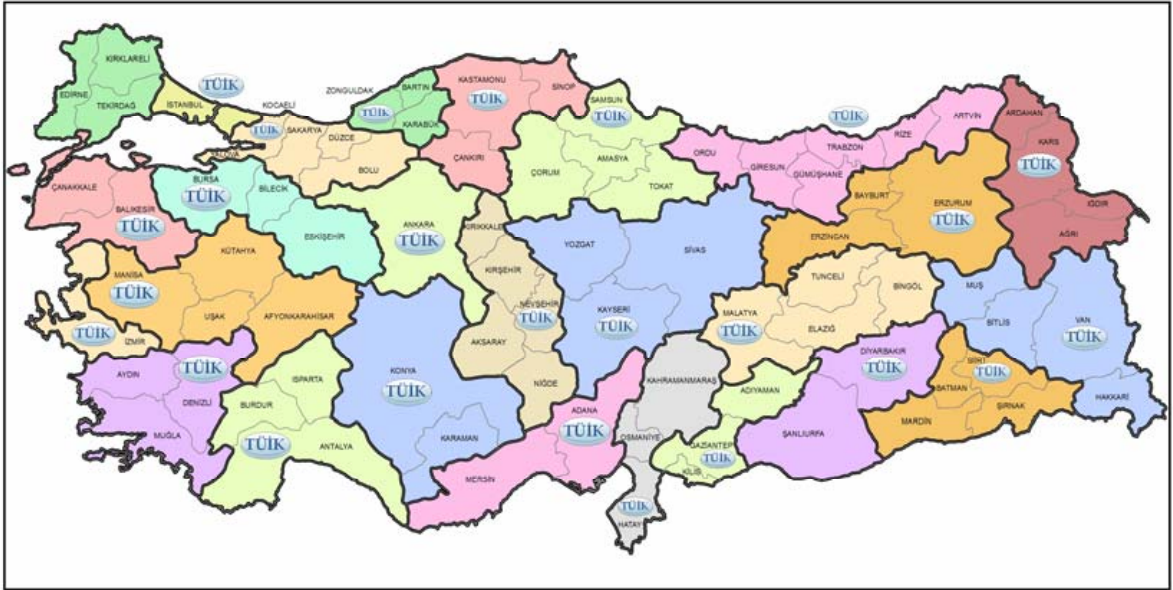 KIRKLARELİ
EDİRNE
TEKİRDAĞ
İSTANBUL
TÜİK
KOCAELİ
TÜİK
SAKARYA
DÜZCE
YALOVA
BOLU
ZONGULDAK
TÜİK
BARTIN
KARABÜK
KASTAMONU
TÜİK
SİNOP
ÇANKIRI
SAMSUN
TÜİK
ÇORUM
AMASYA
TOKAT
ORDU
GİRESUN
TÜİK
TRABZON
GÜMÜŞHANE
RİZE
ARTVİN
ARDAHAN
KARS
TÜİK
IĞDIR
AĞRI
ÇANAKKALE
BALIKESİR
TÜİK
BURSA
TÜİK
BİLECİK
ESKİŞEHİR
ANKARA
TÜİK
KIRIKKALE
KIRŞEHİR
NEVŞEHİR
TÜİK
AKSARAY
NİĞDE
YOZGAT
SİVAS
KAYSERİ
TÜİK
BAYBURT
ERZURUM
TÜİK
ERZİNCAN
TUNCELİ
BİNGÖL
MALATYA
TÜİK
ELAZIĞ
MUŞ
BİTLİS
VAN
TÜİK
HAKKARİ
MANİSA
TÜİK
KÜTAHYA
UŞAK
AFYONKARAHİSAR
TÜİK
İZMİR
AYDIN
TÜİK
DENİZLİ
MUĞLA
ISPARTA
BURDUR
TÜİK
ANTALYA
KONYA
TÜİK
KARAMAN
MERSİN
ADANA
TÜİK
KAHRAMANMARAŞ
OSMANİYE
TÜİK
HATAY
ADIYAMAN
GAZİANTEP
TÜİK
KİLİS
ŞANLIURFA
DİYARBAKIR
TÜİK
SİİRT
TÜİK
BATMAN
MARDİN
ŞIRNAK